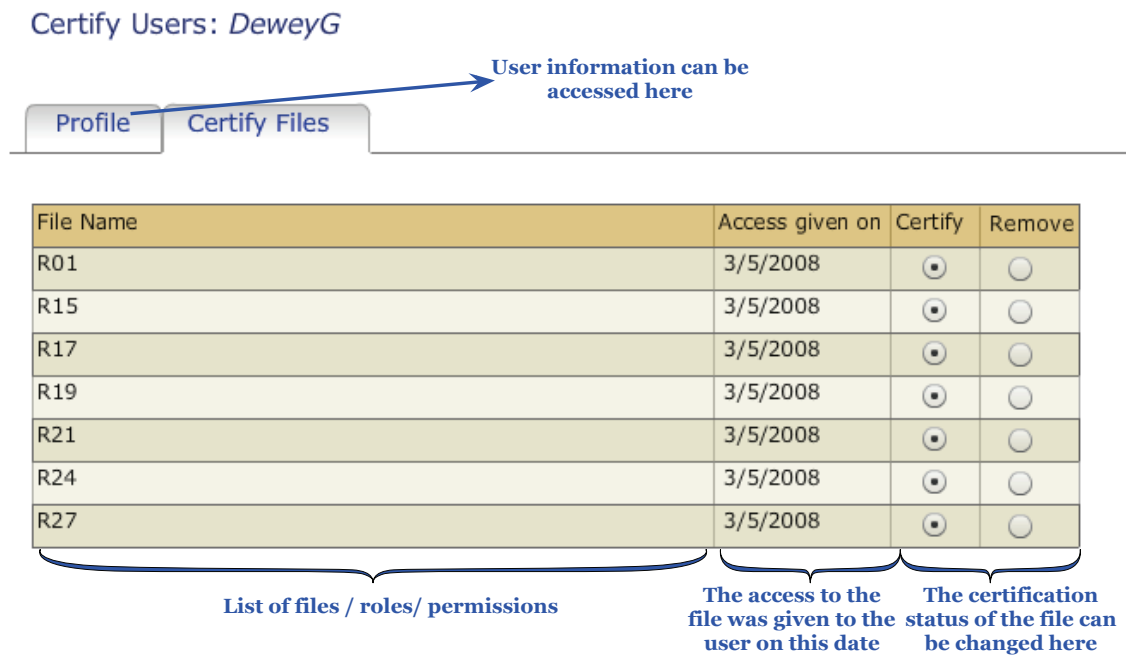 Certify Users: DeweyG
User information can be
accessed here
Profile
Certify Files
File Name Access given on Certify Remove
R01 3/5/2008
R15 3/5/2008
R17 3/5/2008
R19 3/5/2008
R21 3/5/2008
R24 3/5/2008
R27 3/5/2008
List of files / roles/ permissions
The access to the
file was given to the
user on this date
The certification
status of the file can
be changed here